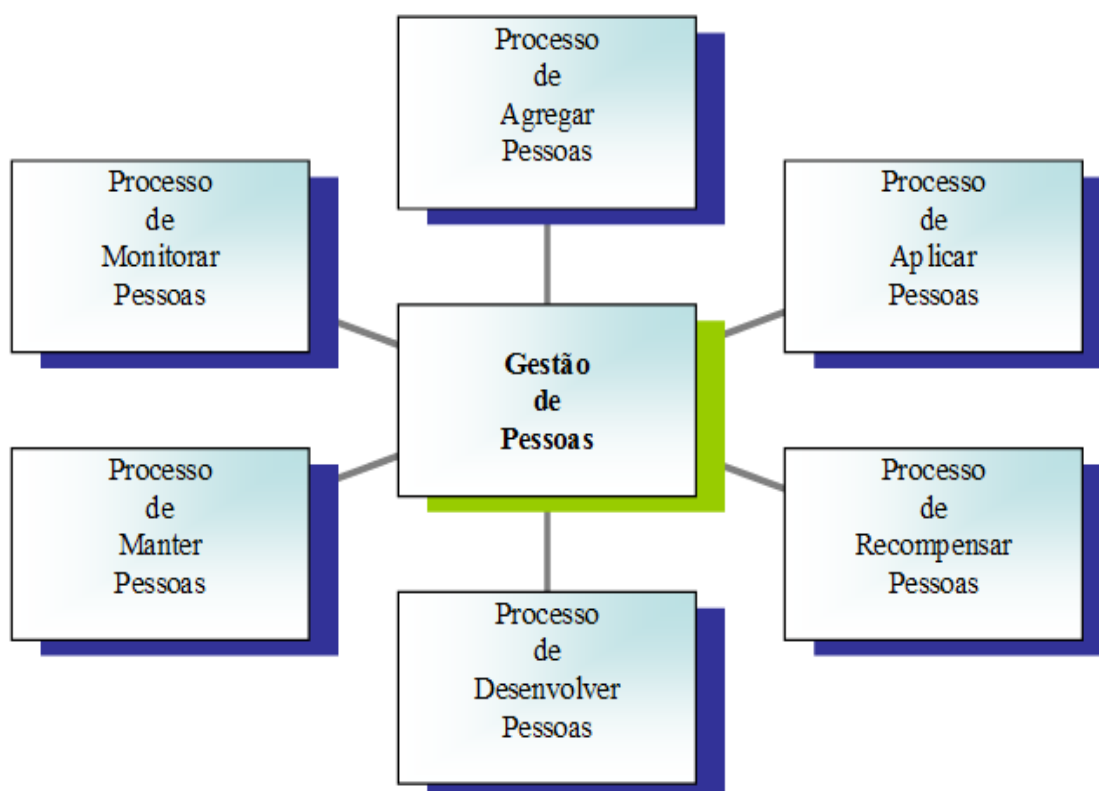 Processo
de
Agregar
Pessoas
Processo
de
Monitorar
Pessoas
Processo
de
Aplicar
Pessoas
Gestão
de
Pessoas
Processo
de
Manter
Pessoas
Processo
de
Recompensar
Pessoas
Processo
de
Desenvolver
Pessoas